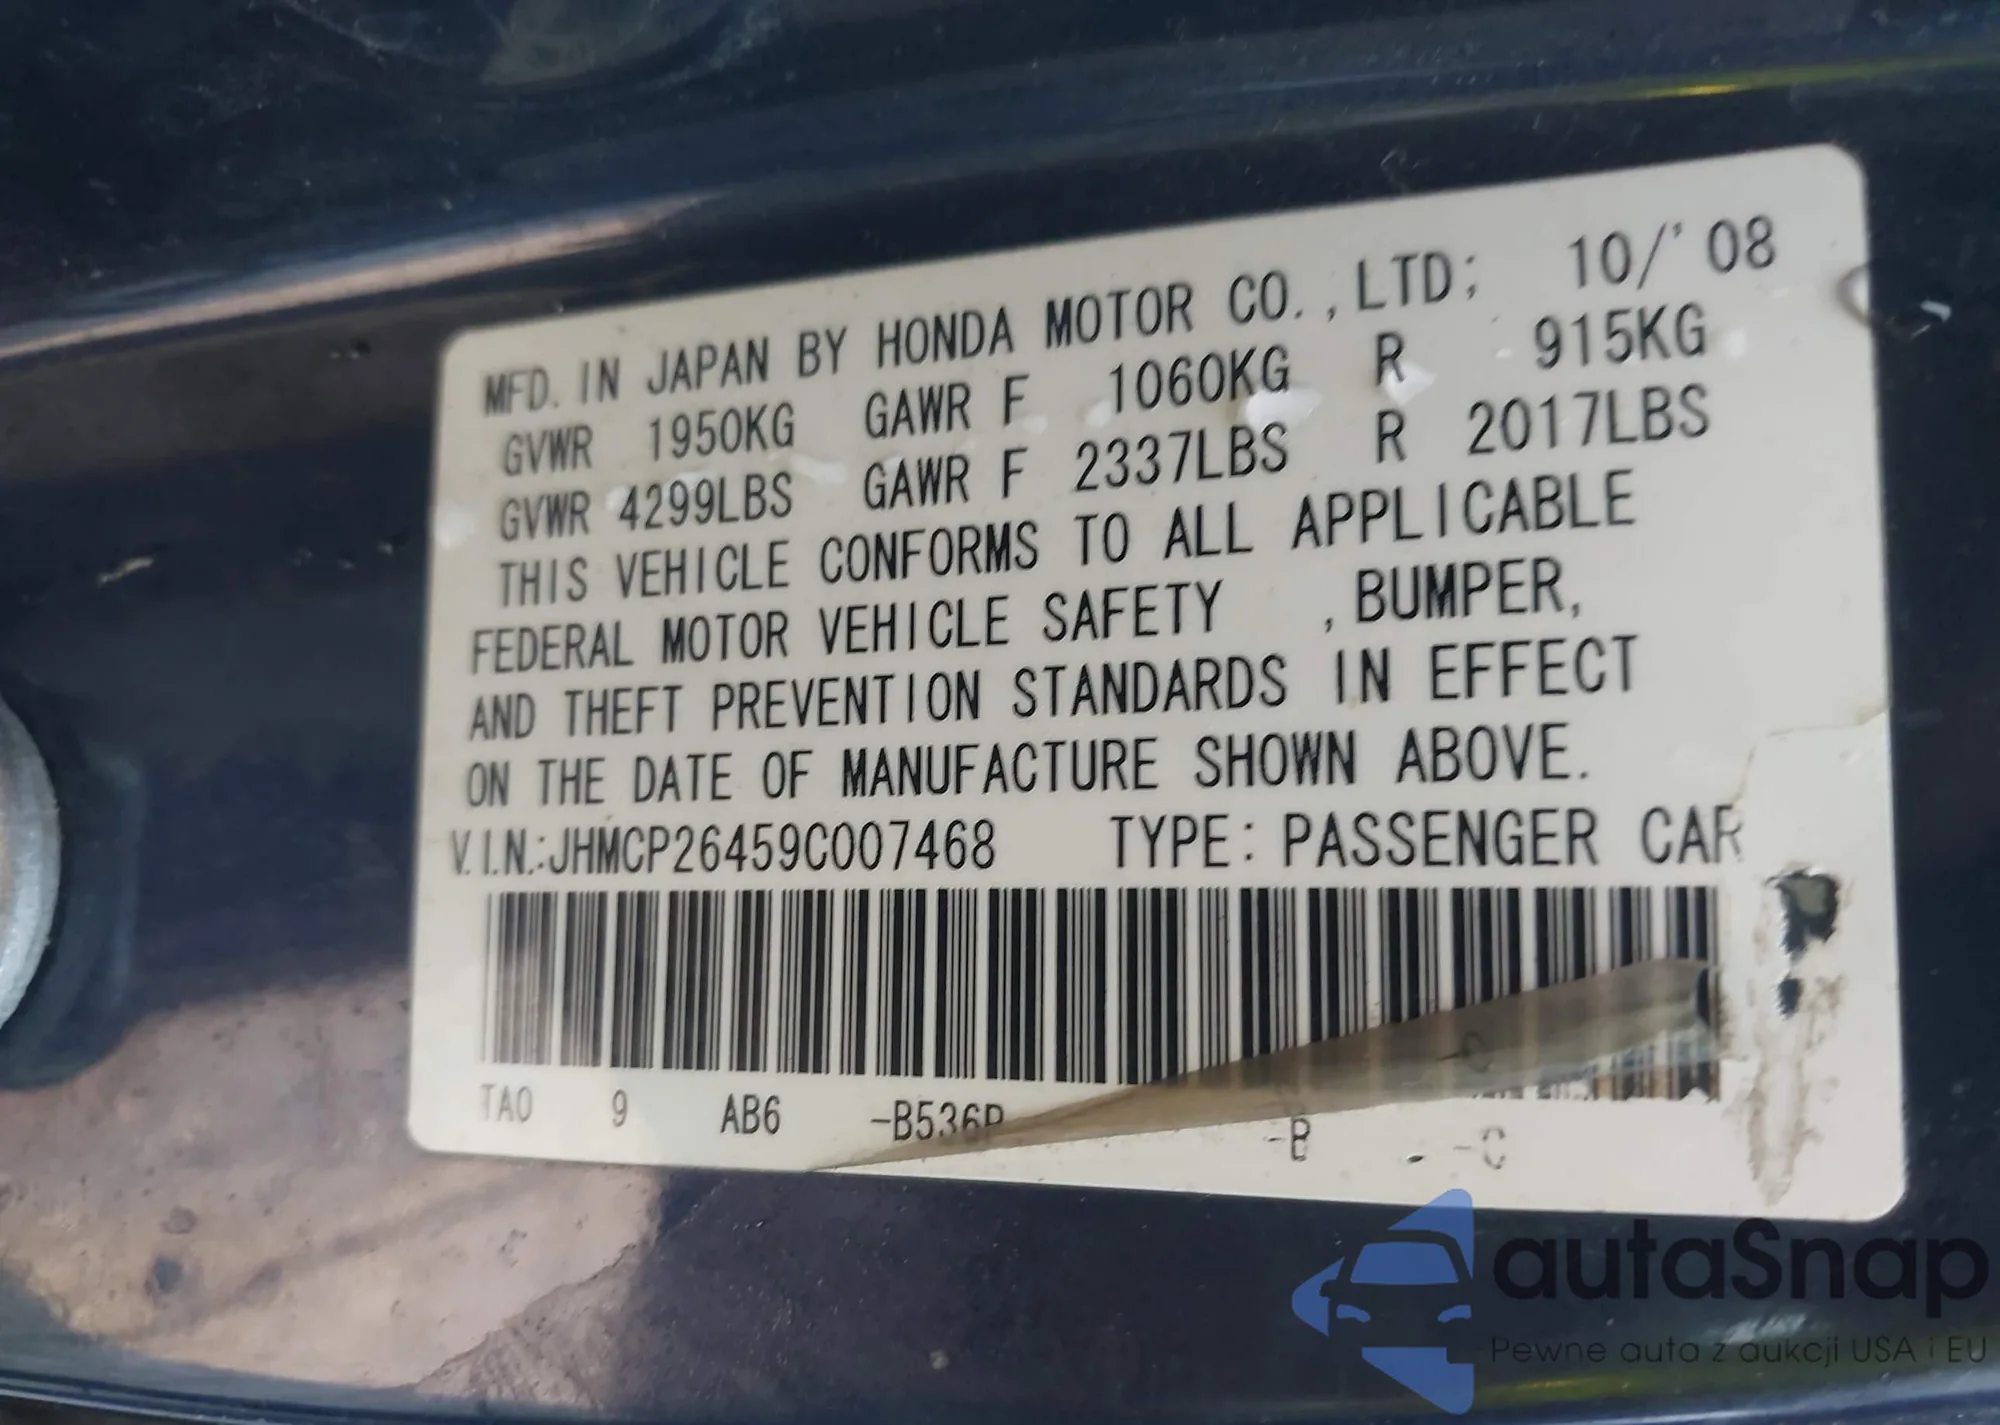 MFD. IN JAPAN BY HONDA MOTOR CO.,LTD; 10/'08
GVWR 1950KG GAWR F 1060KG R 915KG
GVWR 4299LBS GAWR F 2337LBS R 2017LBS
THIS VEHICLE CONFORMS TO ALL APPLICABLE
FEDERAL MOTOR VEHICLE SAFETY , BUMPER,
AND THEFT PREVENTION STANDARDS IN EFFECT
ON THE DATE OF MANUFACTURE SHOWN ABOVE.
V.I.N.:JHMCP26459C007468 TYPE: PASSENGER CAR
TA0 9 AB6 -B536P -B -C
autaSnap
Pewne auta z aukcji USA i EU